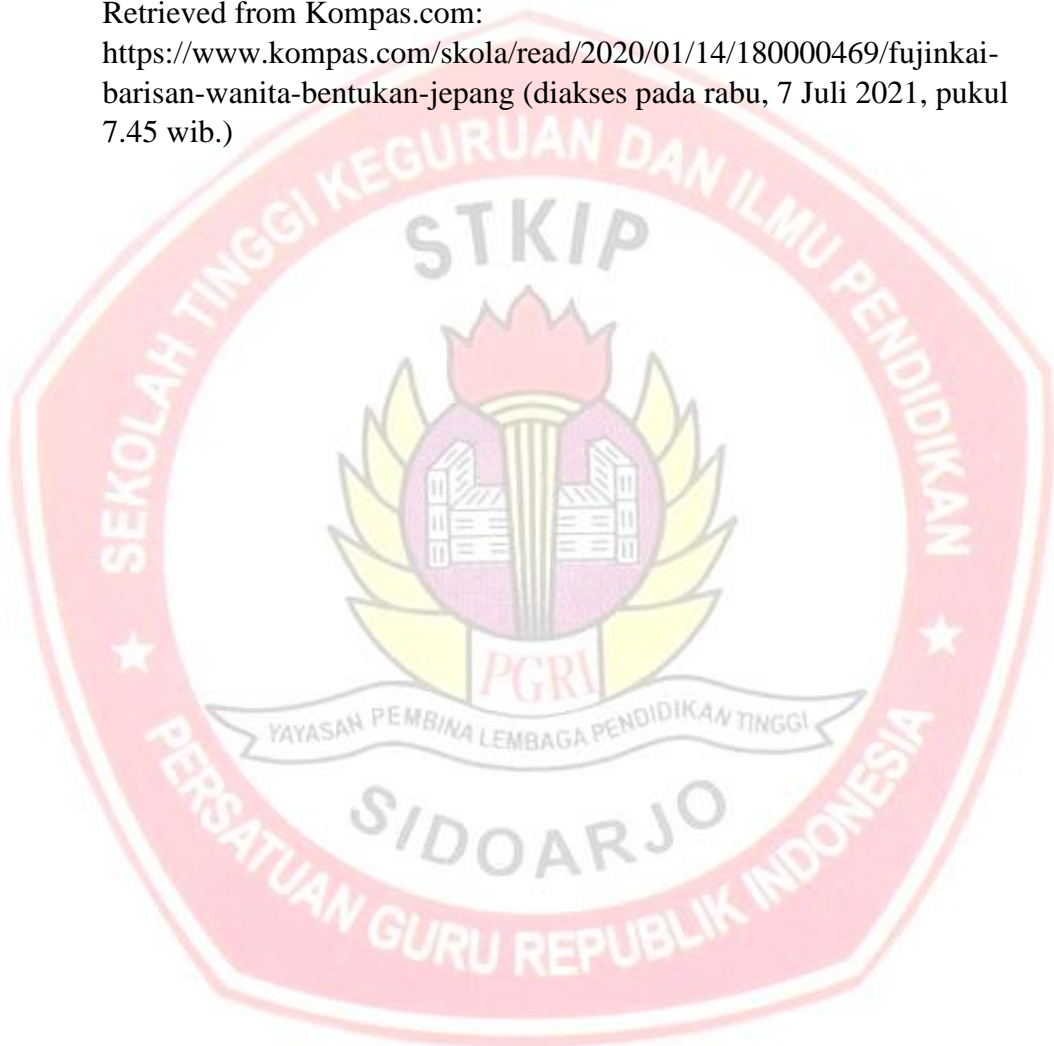 Retrieved from Kompas.com:
https://www.kompas.com/skola/read/2020/01/14/180000469/fujinkai-
barisan-wanita-bentukan-jepang (diakses pada rabu, 7 Juli 2021, pukul
7.45 wib.)
SEKOLAH TINGGI KEGURUAN DAN ILMU PENDIDIKAN
STKIP
PGRI
YAYASAN PEMBINA LEMBAGA PENDIDIKAN TINGGI
SIDOARJO
PERSATUAN GURU REPUBLIK INDONESIA